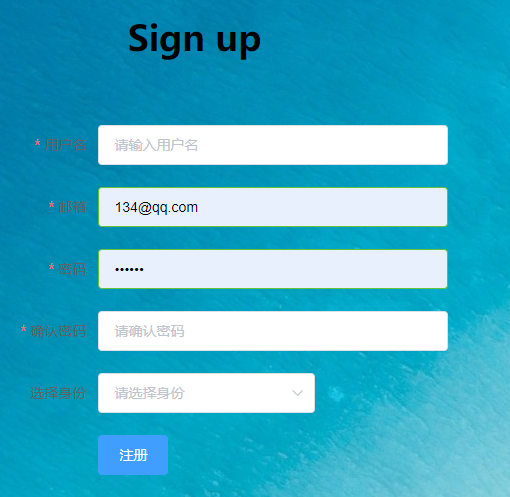 Sign up
* 用户名 请输入用户名
* 邮箱 134@qq.com
* 密码 ••••••
* 确认密码 请确认密码
选择身份 请选择身份
注册